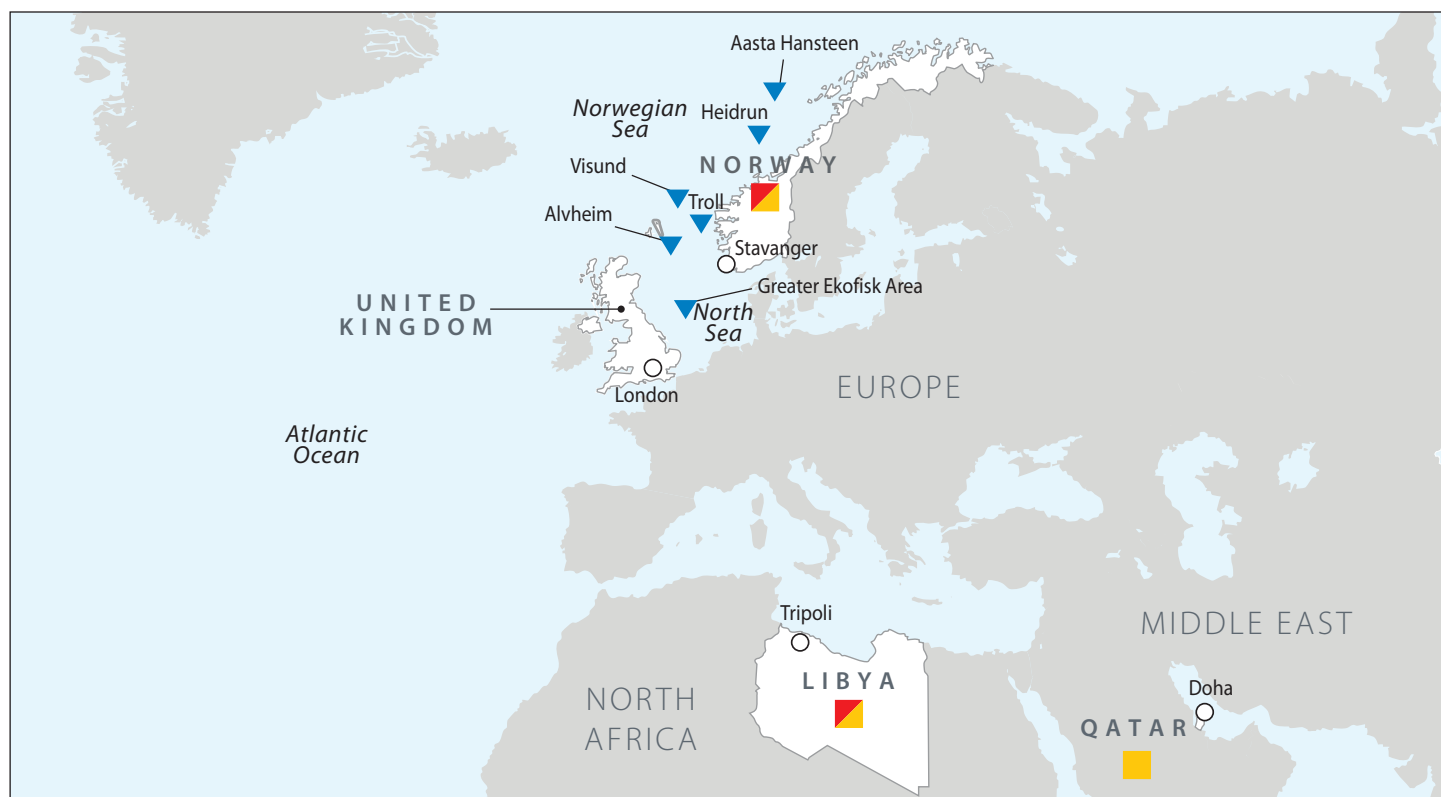 Aasta Hansteen
Norwegian
Sea
Heidrun
NORWAY
Visund
Troll
Alvheim
Stavanger
Greater Ekofisk Area
UNITED
KINGDOM
North
Sea
London
EUROPE
Atlantic
Ocean
Tripoli
MIDDLE EAST
LIBYA
NORTH
AFRICA
Doha
QATAR